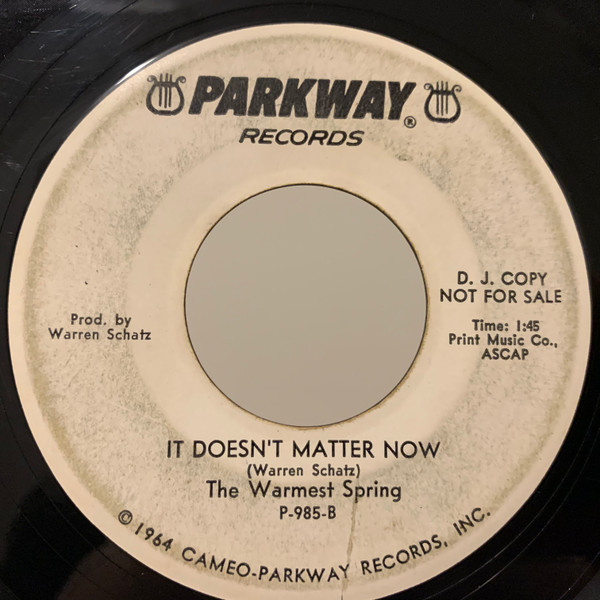 PARKWAY®
RECORDS
D. J. COPY
NOT FOR SALE
Prod. by
Warren Schatz
Time: 1:45
Print Music Co.,
ASCAP
IT DOESN'T MATTER NOW
(Warren Schatz)
The Warmest Spring
P-985-B
© 1964 CAMEO-PARKWAY RECORDS, INC.